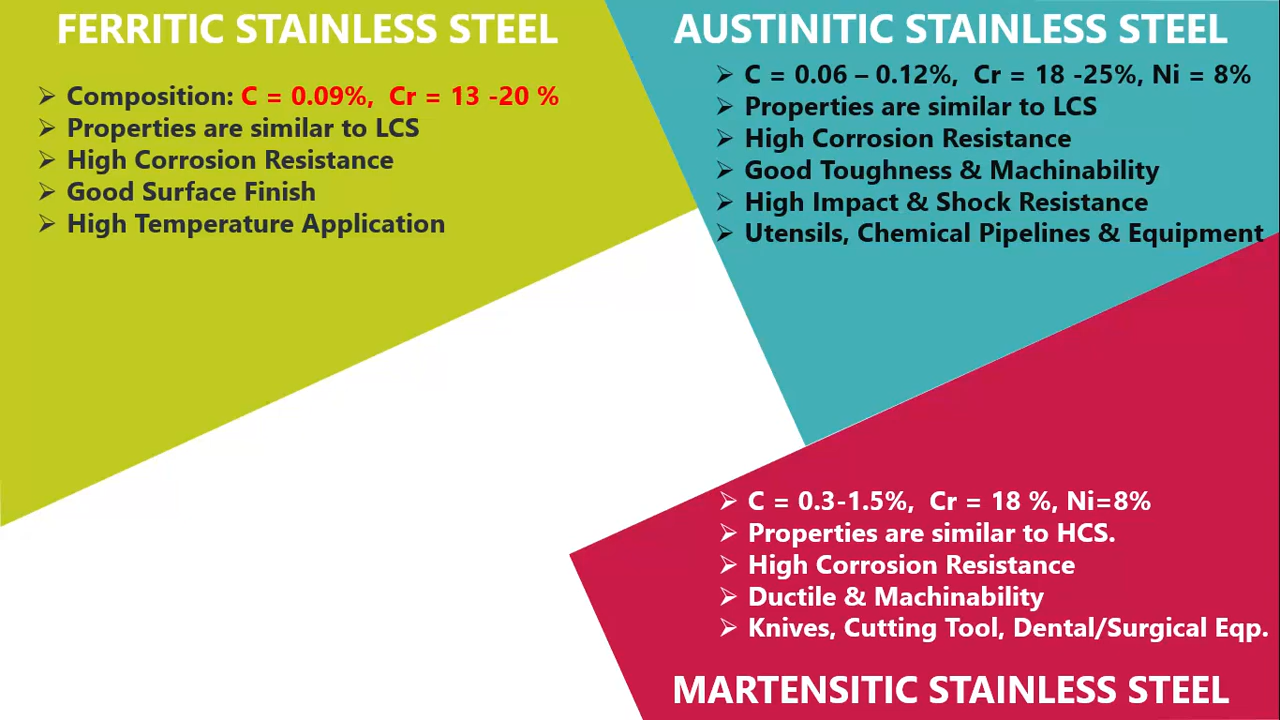 FERRITIC STAINLESS STEEL
➢ Composition: C = 0.09%, Cr = 13 -20 %
➢ Properties are similar to LCS
➢ High Corrosion Resistance
➢ Good Surface Finish
➢ High Temperature Application
AUSTINITIC STAINLESS STEEL
➢ C = 0.06 – 0.12%, Cr = 18 -25%, Ni = 8%
➢ Properties are similar to LCS
➢ High Corrosion Resistance
➢ Good Toughness & Machinability
➢ High Impact & Shock Resistance
➢ Utensils, Chemical Pipelines & Equipment
➢ C = 0.3-1.5%, Cr = 18 %, Ni=8%
➢ Properties are similar to HCS.
➢ High Corrosion Resistance
➢ Ductile & Machinability
➢ Knives, Cutting Tool, Dental/Surgical Eqp.
MARTENSITIC STAINLESS STEEL